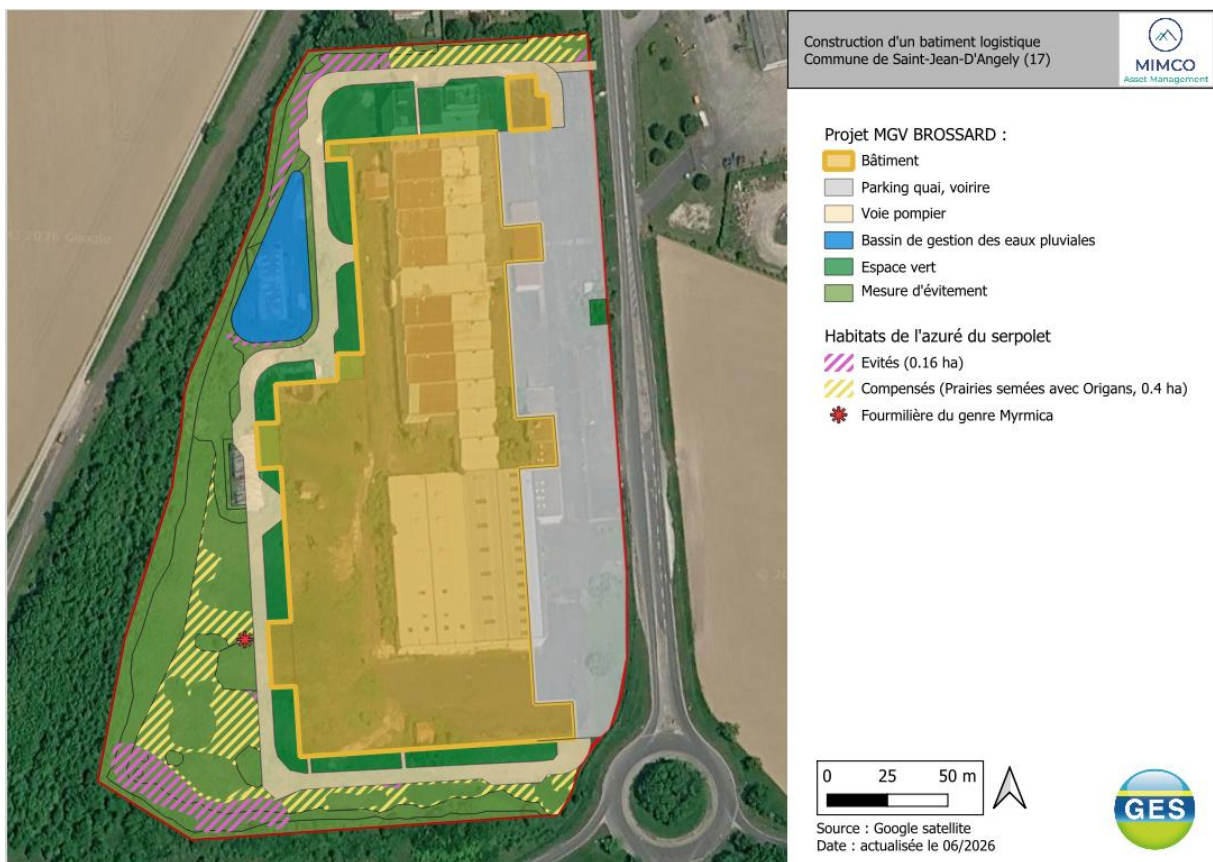 Construction d'un batiment logistique
Commune de Saint-Jean-D'Angely (17)
MIMCO
Asset Management
Projet MGV BROSSARD :
Bâtiment
Parking quai, voirire
Voie pompier
Bassin de gestion des eaux pluviales
Espace vert
Mesure d'évitement
Habitats de l'azuré du serpolet
Evités (0.16 ha)
Compensés (Prairies semées avec Origans, 0.4 ha)
Fourmilière du genre Myrmica
0 25 50 m
Source : Google satellite
Date : actualisée le 06/2026
GES